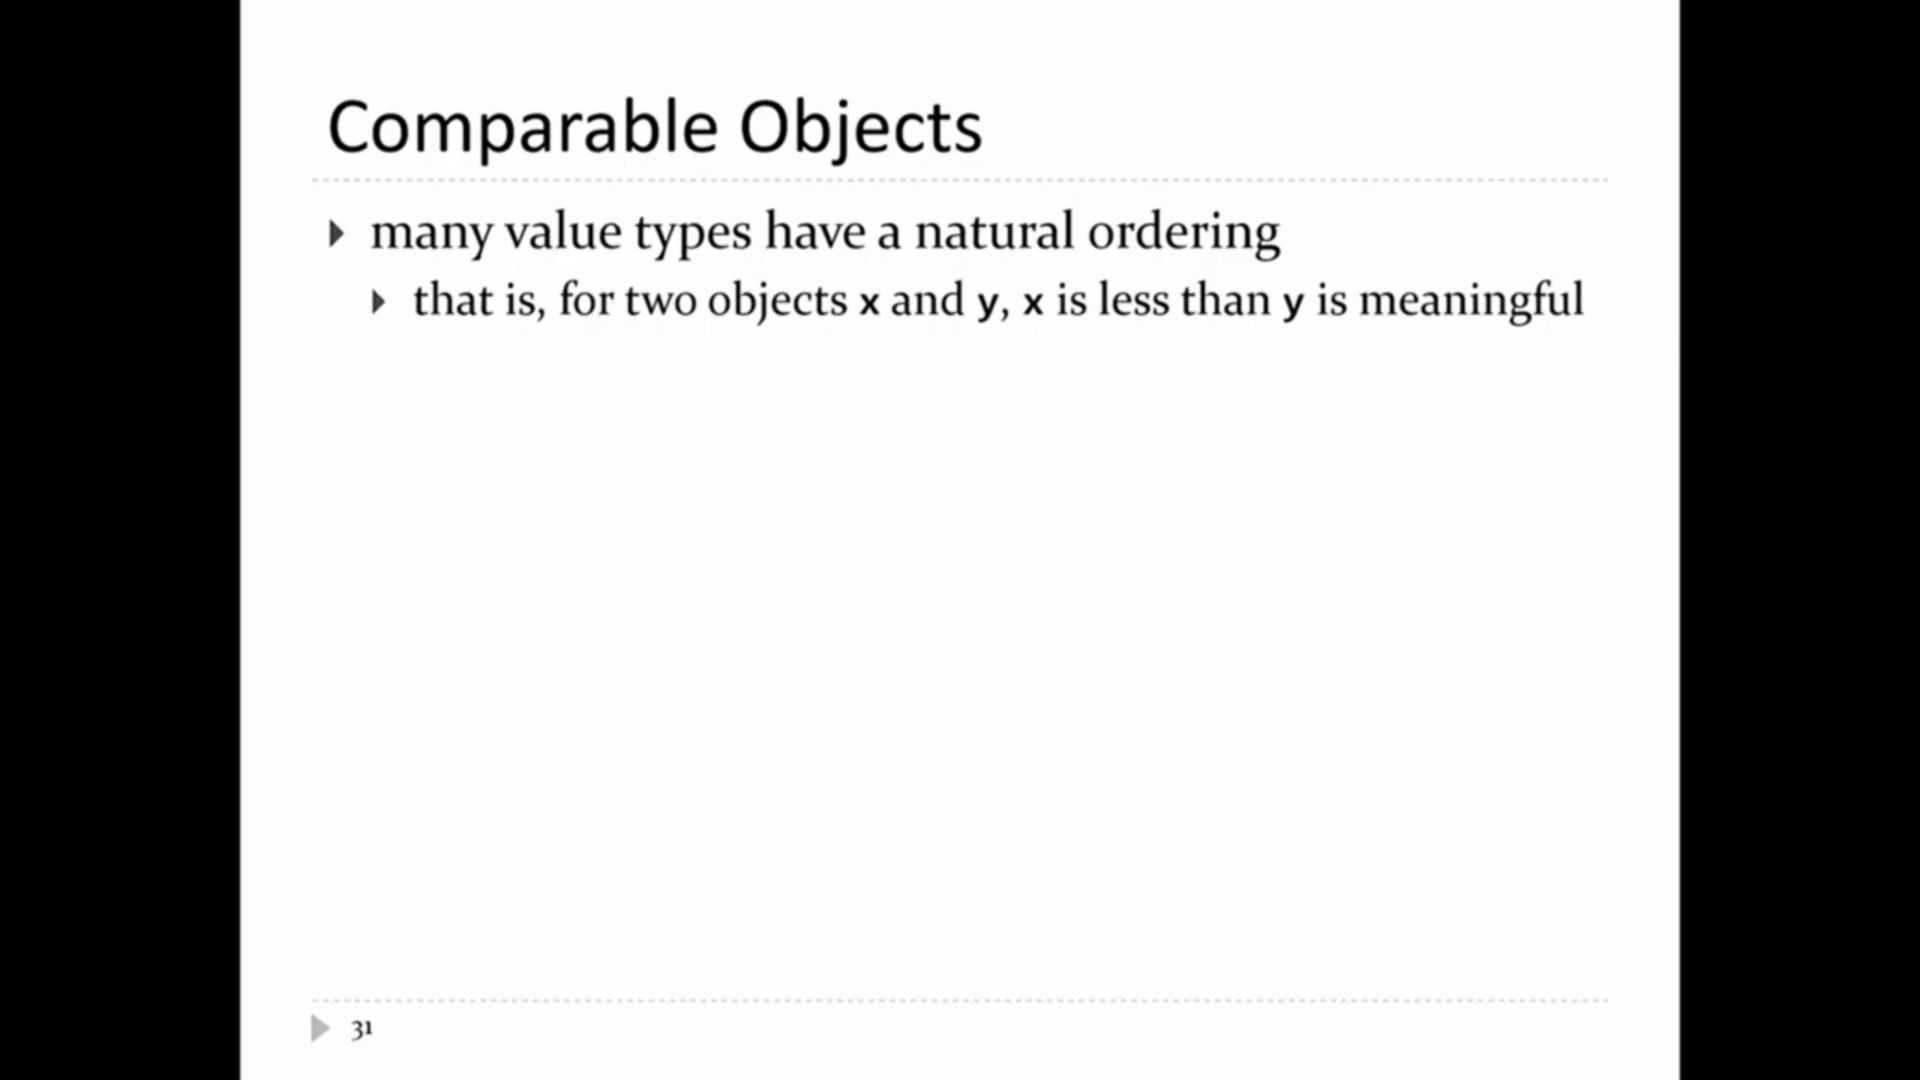 Comparable Objects
many value types have a natural ordering
that is, for two objects x and y, x is less than y is meaningful
31